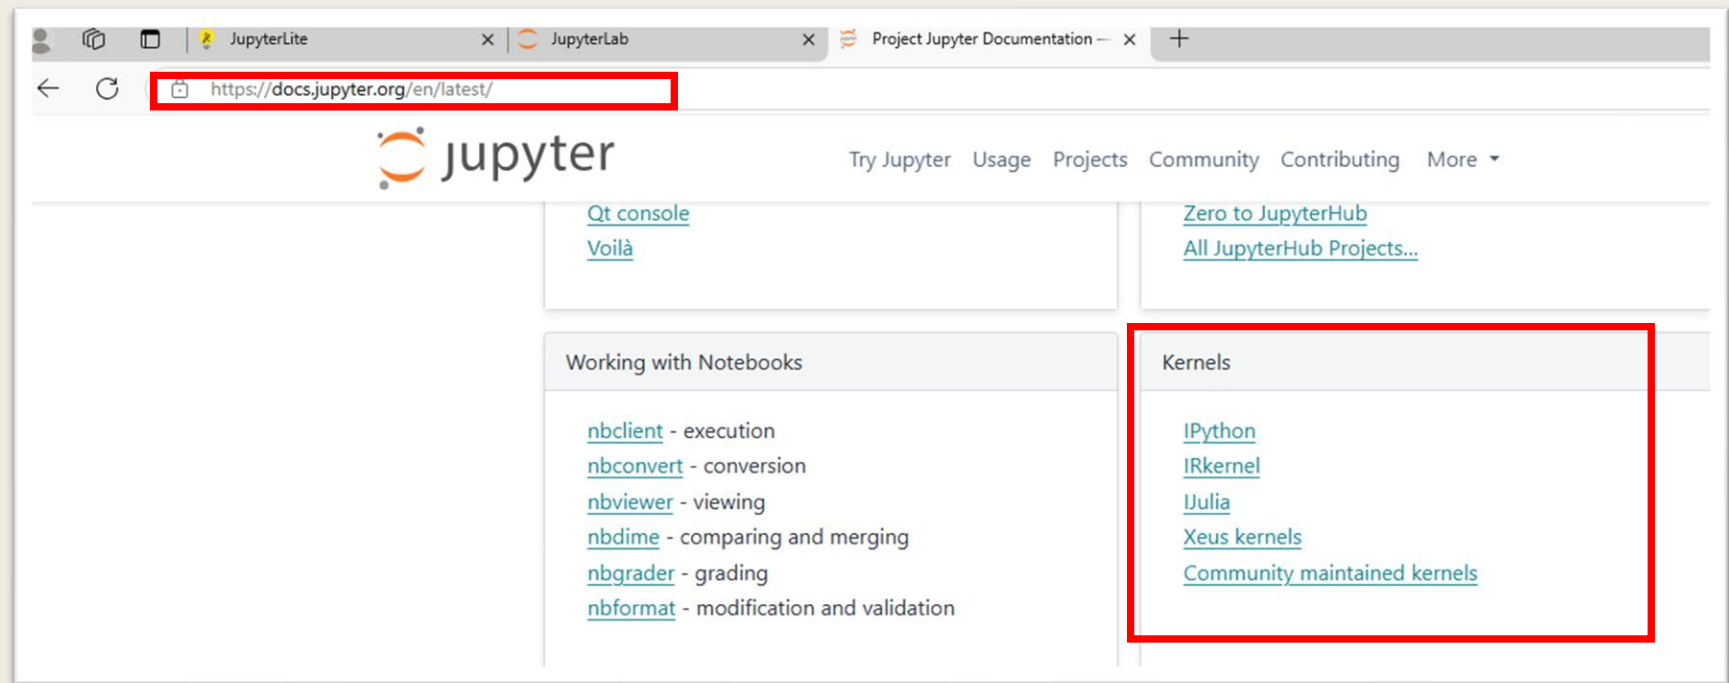 JupyterLite
JupyterLab
Project Jupyter Documentation —
https://docs.jupyter.org/en/latest/
jupyter
Try Jupyter Usage Projects Community Contributing More
Qt console
Voilà
Zero to JupyterHub
All JupyterHub Projects...
Working with Notebooks
nbclient - execution
nbconvert - conversion
nbviewer - viewing
nbdime - comparing and merging
nbgrader - grading
nbformat - modification and validation
Kernels
IPython
IRkernel
IJulia
Xeus kernels
Community maintained kernels